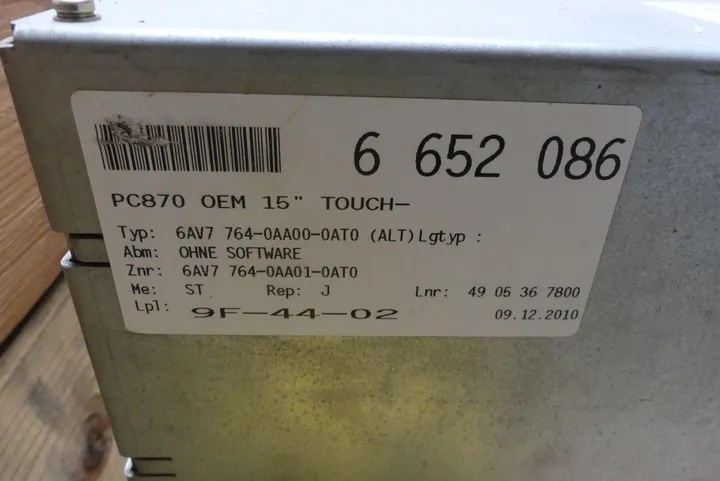 6 652 086
PC870 OEM 15" TOUCH-
Typ: 6AV7 764-0AA00-0AT0 (ALT) Lgtyp :
Abm: OHNE SOFTWARE
Znr: 6AV7 764-0AA01-0AT0
Me: ST Rep: J Lnr: 49 05 36 7800
Lpl: 9F-44-02 09.12.2010